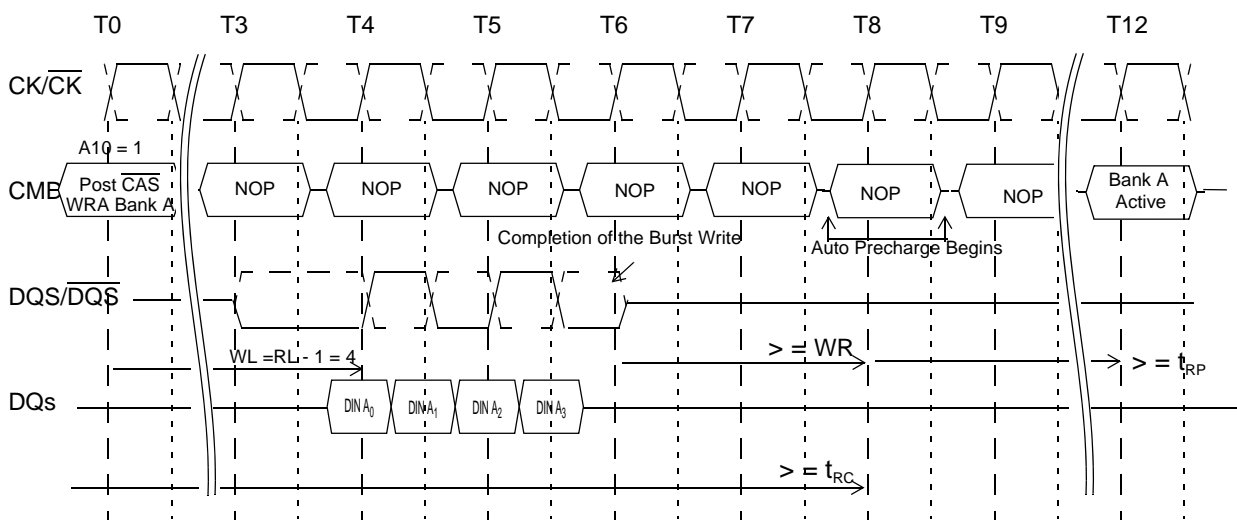 T0 T3 T4 T5 T6 T7 T8 T9 T12
CK/CK
A10 = 1
CMD Post CAS NOP NOP NOP NOP NOP NOP NOP Bank A
WRA Bank A Active
Completion of the Burst Write Auto Precharge Begins
DQS/DQS
WL =RL - 1 = 4 > = WR > = tRP
DQs DIN A0 DIN A1 DIN A2 DIN A3
> = tRC